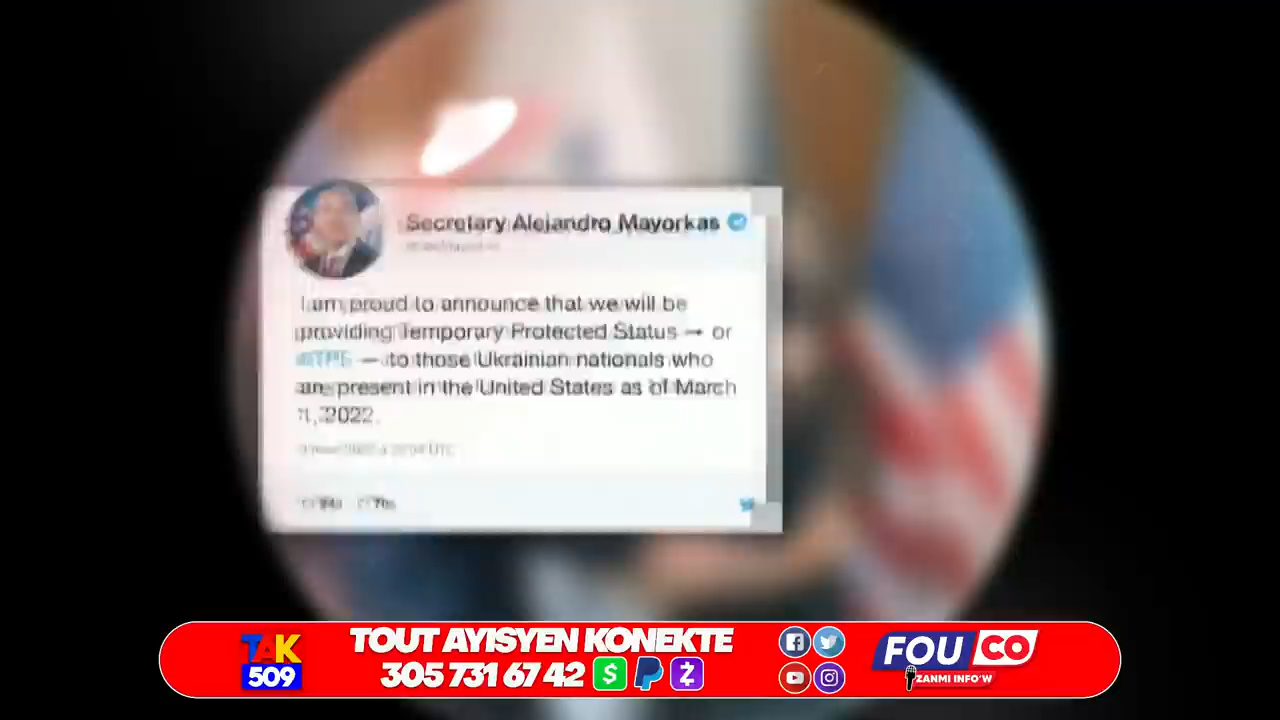 Secretary Alejandro Mayorkas
I am proud to announce that we will be
providing Temporary Protected Status – or
#TPS – to those Ukrainian nationals who
are present in the United States as of March
1, 2022.
TAK
509
TOUT AYISYEN KONEKTE
305 731 67 42
FOU CO
ZANMI INFO'W